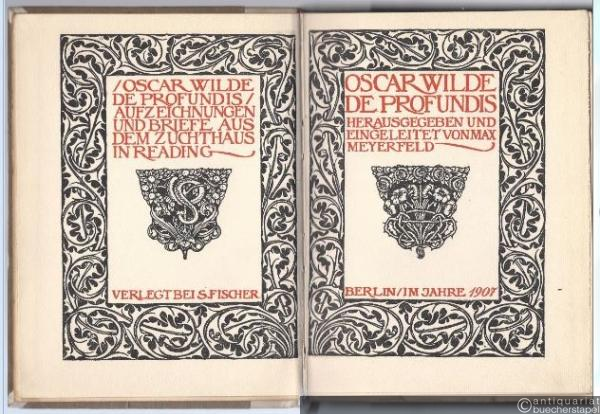 /OSCAR WILDE
DE PROFUNDIS/
AUFZEICHNUNGEN
UND BRIEFE AUS
DEM ZUCHTHAUS
IN READING
VERLEGT BEI S. FISCHER
OSCAR WILDE
DE PROFUNDIS
HERAUSGEGEBEN UND
EINGELEITET VON MAX
MEYERFELD
BERLIN/IM JAHRE 1907
antiquariat
buecherstapel